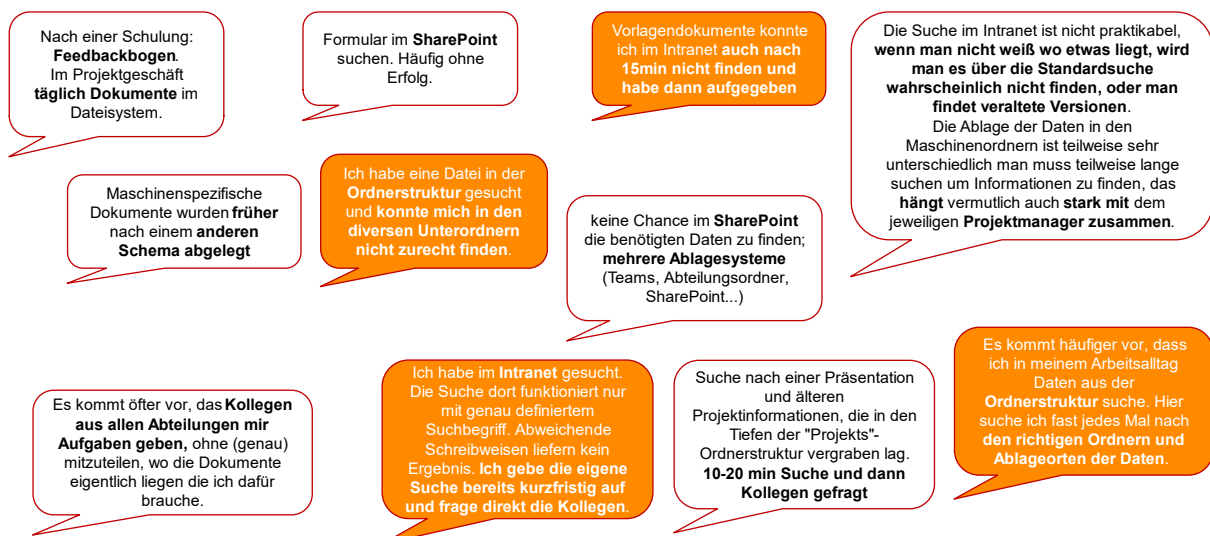 Nach einer Schulung:
Feedbackbogen.
Im Projektgeschäft
täglich Dokumente im
Dateisystem.
Formular im SharePoint
suchen. Häufig ohne
Erfolg.
Vorlagendokumente konnte
ich im Intranet auch nach
15min nicht finden und
habe dann aufgegeben
Die Suche im Intranet ist nicht praktikabel,
wenn man nicht weiß wo etwas liegt, wird
man es über die Standardsuche
wahrscheinlich nicht finden, oder man
findet veraltete Versionen.
Die Ablage der Daten in den
Maschinenordnern ist teilweise sehr
unterschiedlich man muss teilweise lange
suchen um Informationen zu finden, das
hängt vermutlich auch stark mit dem
jeweiligen Projektmanager zusammen.
Maschinenspezifische
Dokumente wurden früher
nach einem anderen
Schema abgelegt
Ich habe eine Datei in der
Ordnerstruktur gesucht
und konnte mich in den
diversen Unterordnern
nicht zurecht finden.
keine Chance im SharePoint
die benötigten Daten zu finden;
mehrere Ablagesysteme
(Teams, Abteilungsordner,
SharePoint...)
Es kommt öfter vor, das Kollegen
aus allen Abteilungen mir
Aufgaben geben, ohne (genau)
mitzuteilen, wo die Dokumente
eigentlich liegen die ich dafür
brauche.
Ich habe im Intranet gesucht.
Die Suche dort funktioniert nur
mit genau definiertem
Suchbegriff. Abweichende
Schreibweisen liefern kein
Ergebnis. Ich gebe die eigene
Suche bereits kurzfristig auf
und frage direkt die Kollegen.
Suche nach einer Präsentation
und älteren
Projektinformationen, die in den
Tiefen der "Projekts"-
Ordnerstruktur vergraben lag.
10-20 min Suche und dann
Kollegen gefragt
Es kommt häufiger vor, dass
ich in meinem Arbeitsalltag
Daten aus der
Ordnerstruktur suche. Hier
suche ich fast jedes Mal nach
den richtigen Ordnern und
Ablageorten der Daten.